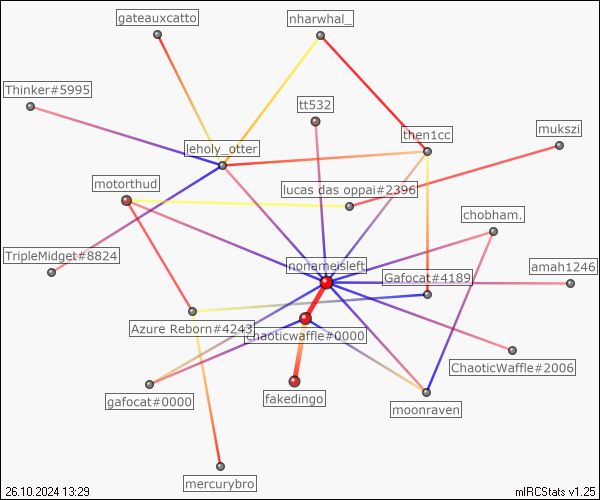 gateauxcatto
nharwhal_
Thinker#5995
tt532
then1cc
mukszi
leholy_otter
motorthud
lucas das oppai#2396
chobham.
TripleMidget#8824
nonameisleft
amah1246
Gafocat#4189
Azure Reborn#4243
chaoticwaffle#0000
ChaoticWaffle#2006
gafocat#0000
fakedingo
moonraven
mercurybro
26.10.2024 13:29
mIRCStats v1.25